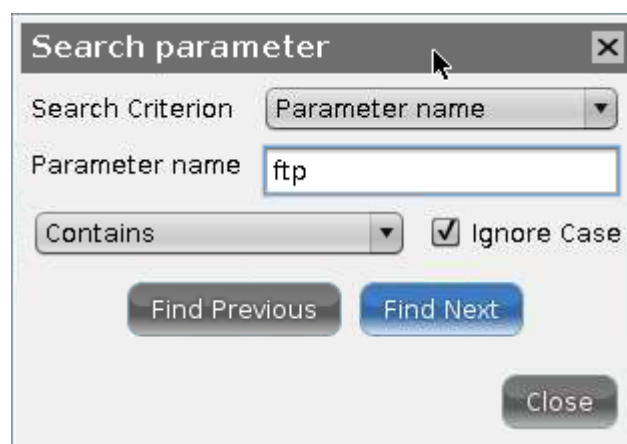 Search parameter
Search Criterion Parameter name
Parameter name ftp
Contains Ignore Case
Find Previous Find Next
Close